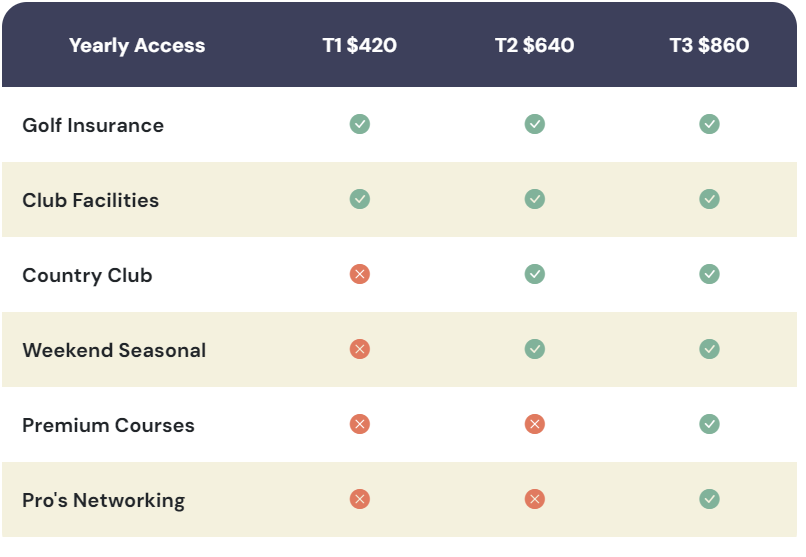 Yearly Access T1 $420 T2 $640 T3 $860
Golf Insurance
Club Facilities
Country Club
Weekend Seasonal
Premium Courses
Pro's Networking